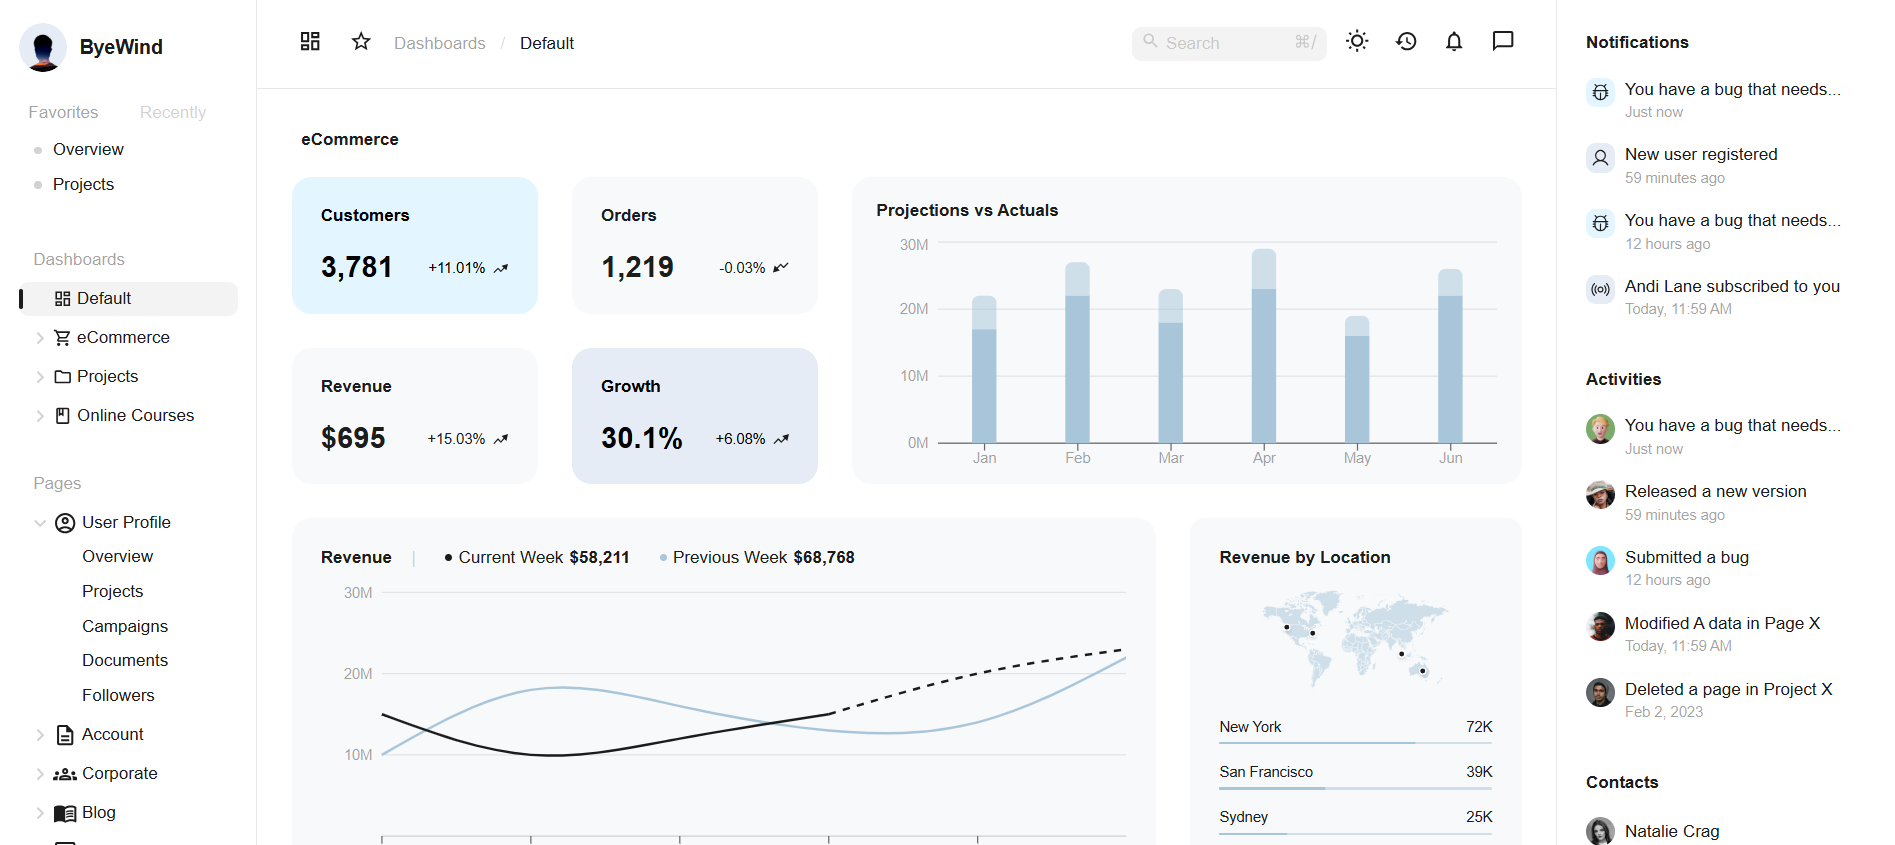 ByeWind
Favorites Recently
Overview
Projects
Dashboards
Default
eCommerce
Projects
Online Courses
Pages
User Profile
Overview
Projects
Campaigns
Documents
Followers
Account
Corporate
Blog
Dashboards / Default
Search ⌘/
eCommerce
Customers
3,781 +11.01%
Orders
1,219 -0.03%
Revenue
$695 +15.03%
Growth
30.1% +6.08%
Projections vs Actuals
30M
20M
10M
0M
Jan Feb Mar Apr May Jun
Revenue | Current Week $58,211 Previous Week $68,768
30M
20M
10M
Revenue by Location
New York 72K
San Francisco 39K
Sydney 25K
Notifications
You have a bug that needs...
Just now
New user registered
59 minutes ago
You have a bug that needs...
12 hours ago
Andi Lane subscribed to you
Today, 11:59 AM
Activities
You have a bug that needs...
Just now
Released a new version
59 minutes ago
Submitted a bug
12 hours ago
Modified A data in Page X
Today, 11:59 AM
Deleted a page in Project X
Feb 2, 2023
Contacts
Natalie Crag